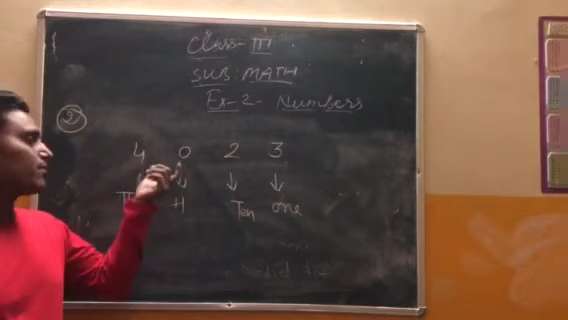 Class-III
SUB MATH
Ex-2- Numbers
2
4 0 2 3
H Ten one